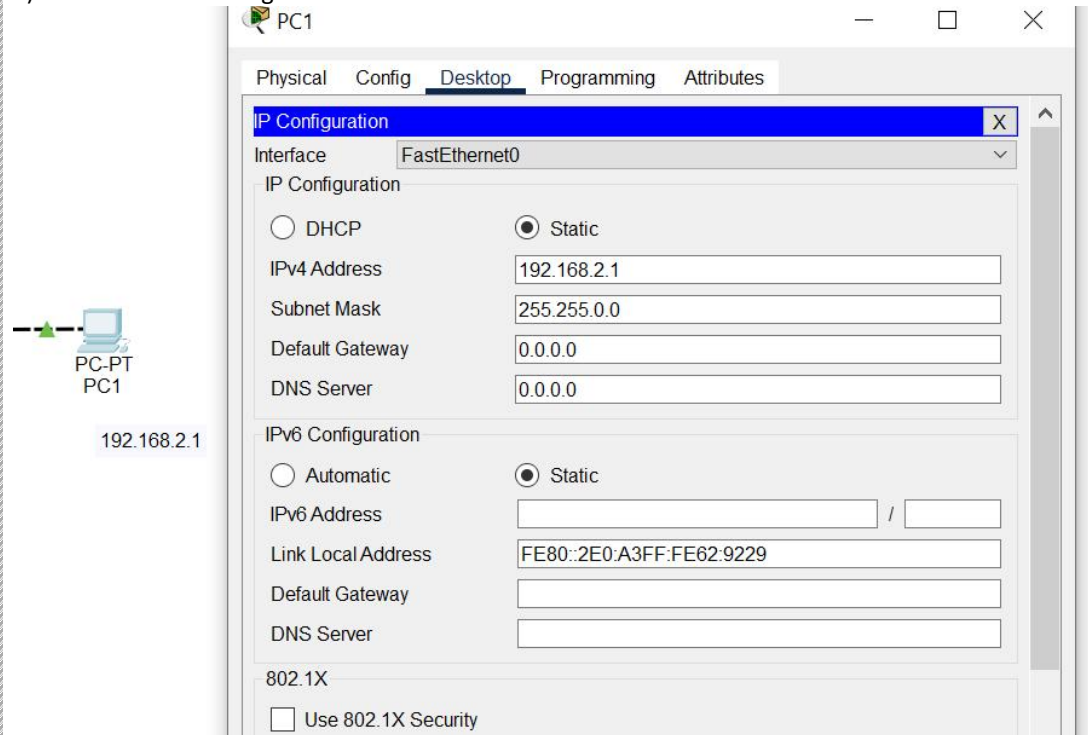 PC1
Physical Config Desktop Programming Attributes
IP Configuration X
Interface FastEthernet0
IP Configuration
DHCP Static
IPv4 Address 192.168.2.1
Subnet Mask 255.255.0.0
Default Gateway 0.0.0.0
DNS Server 0.0.0.0
PC-PT
PC1
192.168.2.1
IPv6 Configuration
Automatic Static
IPv6 Address /
Link Local Address FE80::2E0:A3FF:FE62:9229
Default Gateway
DNS Server
802.1X
Use 802.1X Security